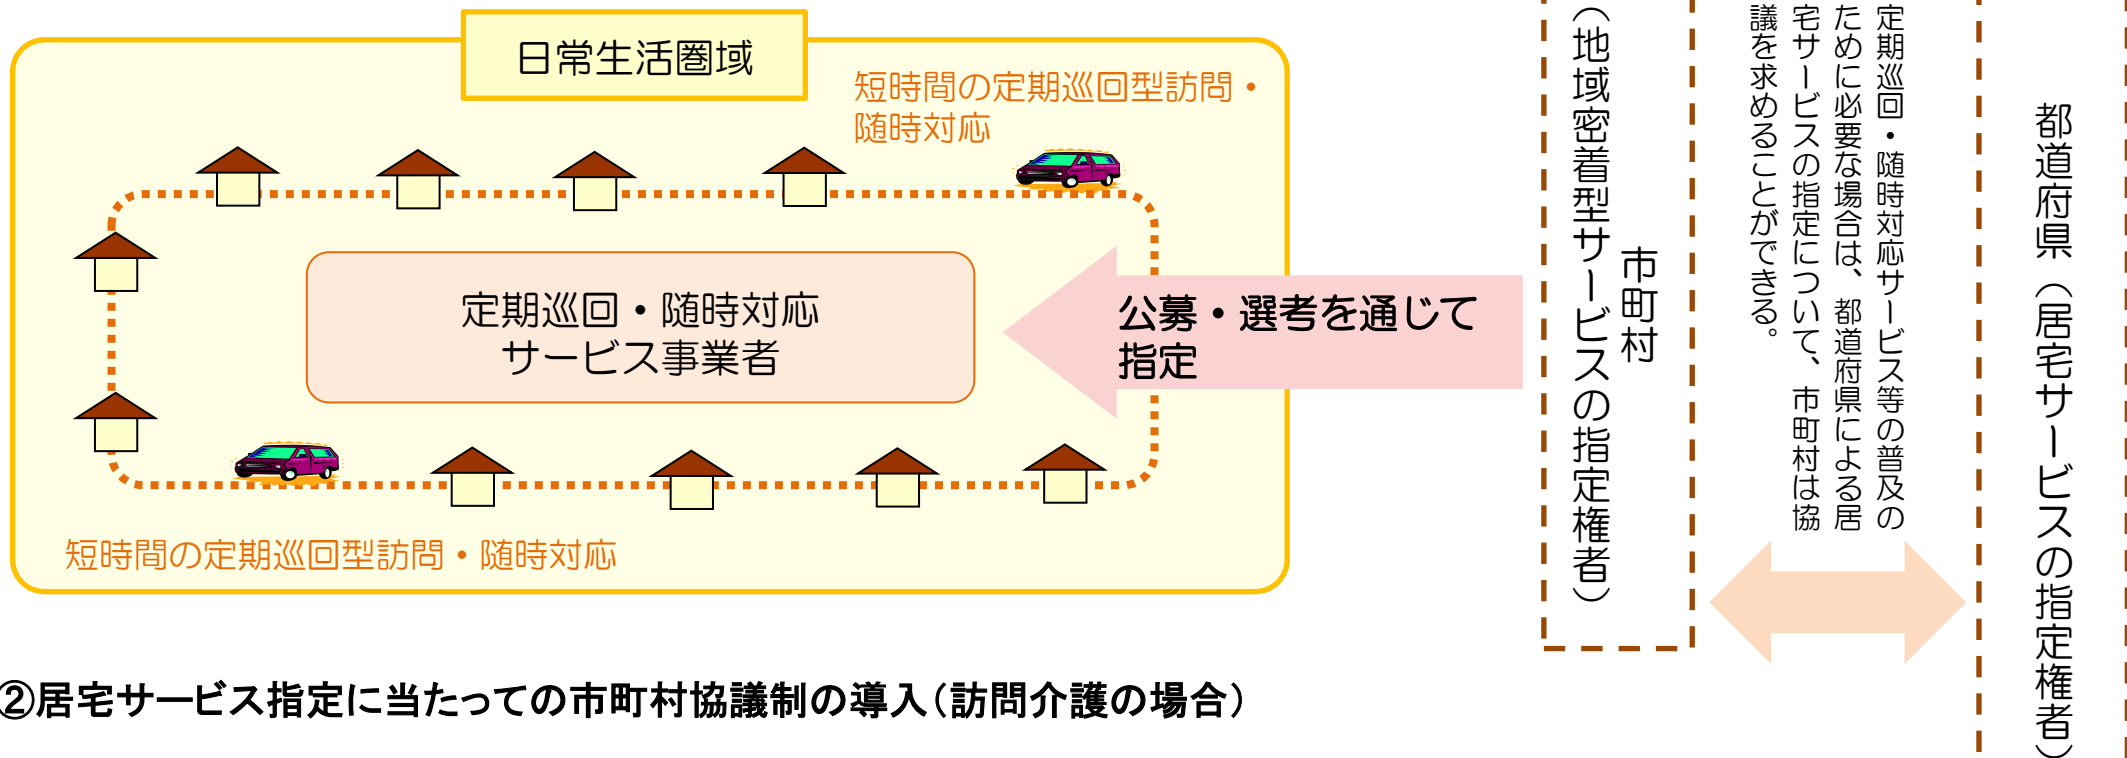 日常生活圏域
短時間の定期巡回型訪問・
随時対応
定期巡回・随時対応
サービス事業者
公募・選考を通じて
指定
短時間の定期巡回型訪問・随時対応
市町村
（地域密着型サービスの指定権者）
定期巡回・随時対応サービス等の普及の
ために必要な場合は、都道府県による居
宅サービスの指定について、市町村は協
議を求めることができる。
都道府県（居宅サービスの指定権者）
②居宅サービス指定に当たっての市町村協議制の導入（訪問介護の場合）